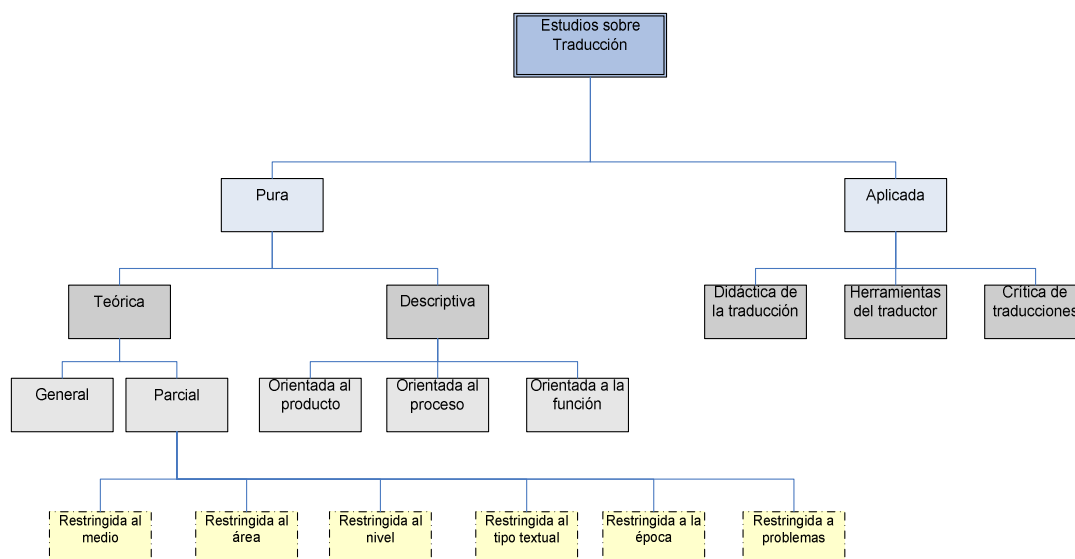 Estudios sobre
Traducción
Pura
Aplicada
Teórica
Descriptiva
Didáctica de
la traducción
Herramientas
del traductor
Crítica de
traducciones
General
Parcial
Orientada al
producto
Orientada al
proceso
Orientada a la
función
Restringida al
medio
Restringida al
área
Restringida al
nivel
Restringida al
tipo textual
Restringida a la
época
Restringida a
problemas